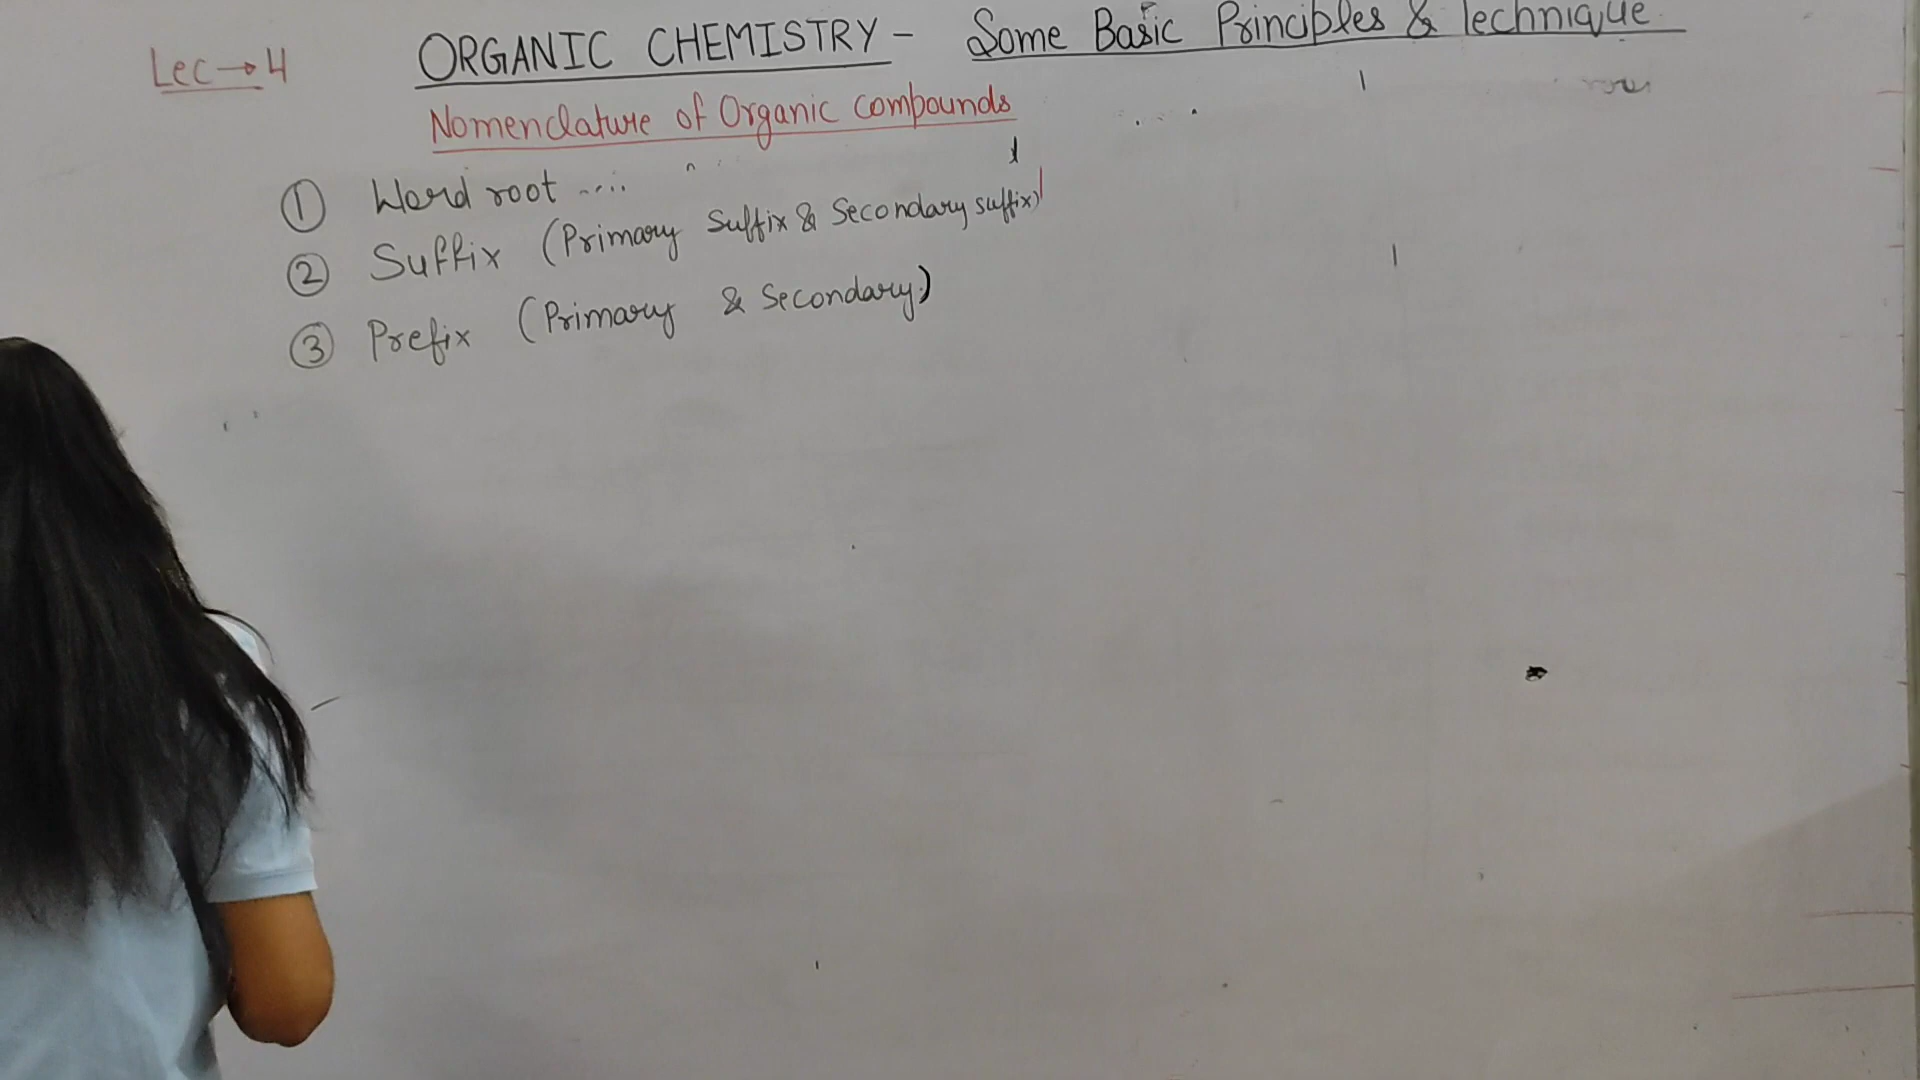 Lec → 4
ORGANIC CHEMISTRY - Some Basic Principles & Technique
Nomenclature of Organic compounds
① Word root ....
② Suffix (Primary Suffix & Secondary suffix)
③ Prefix (Primary & Secondary)